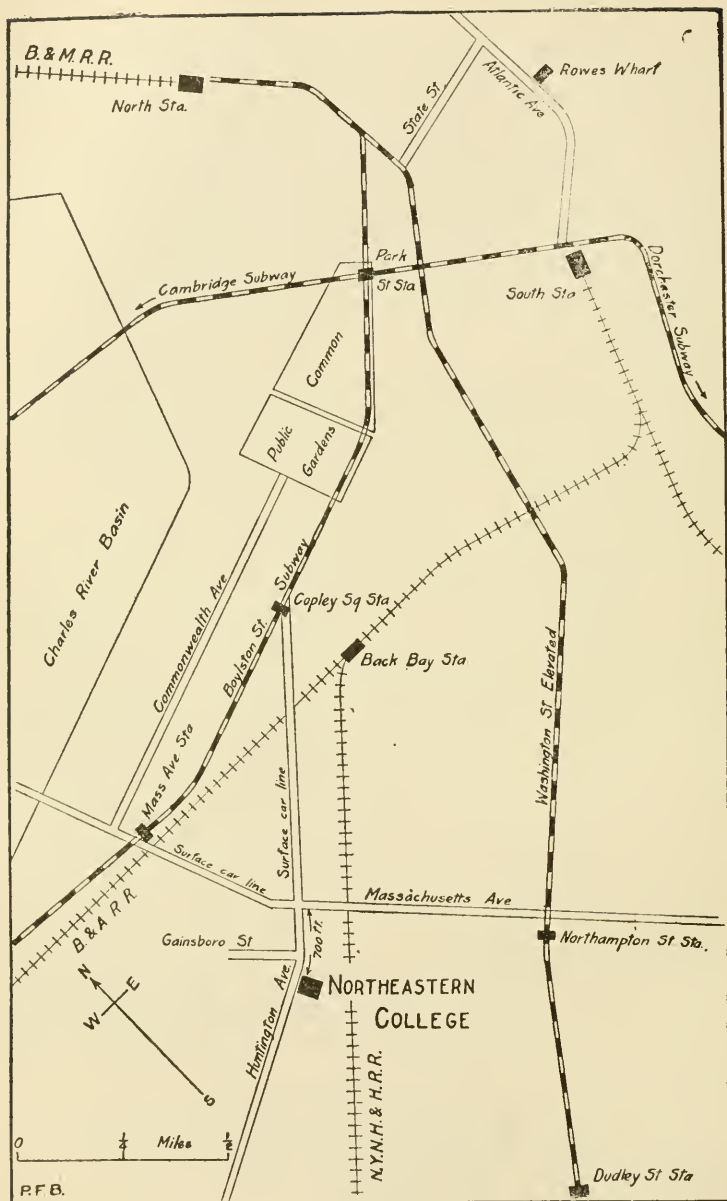 B. & M. R. R.
North Sta.
State St
Atlantic Ave
Rowes Wharf
Cambridge Subway
Park
St Sta
South Sta
Dorchester Subway
Common
Public
Gardens
Charles River Basin
Commonwealth Ave
Boylston St. Subway
Copley Sq Sta
Back Bay Sta
Washington St Elevated
Mass Ave Sta
Surface car line
Surface car line
Massachusetts Ave
B & A R R
Gainsboro St
700 ft.
Northampton St Sta.
Huntington Ave
NORTHEASTERN
COLLEGE
N
E
W
S
N.Y.N.H. & H.R.R.
0 1/4 Miles 1/2
P.F.B.
Dudley St Sta